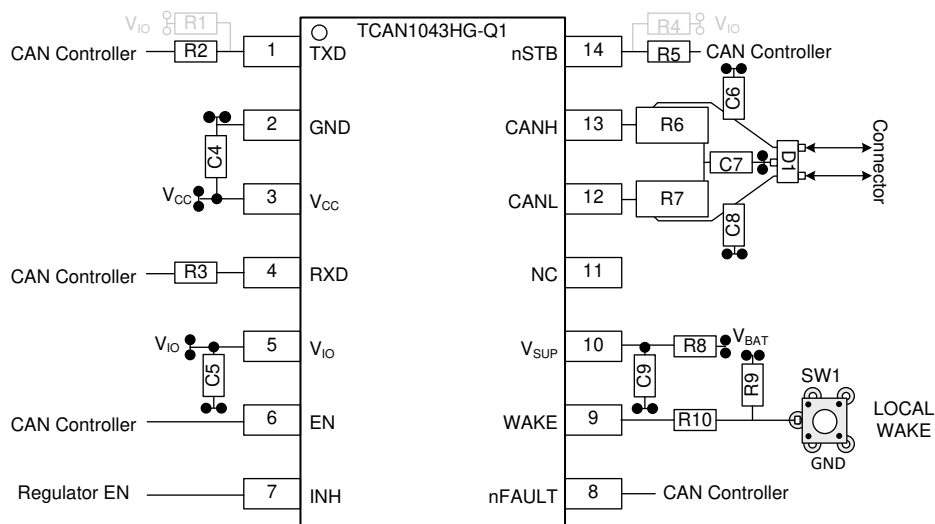 TCAN1043HG-Q1
V_IO
R1
CAN Controller
R2
1
TXD
2
GND
C4
V_CC
3
V_CC
CAN Controller
R3
4
RXD
V_IO
5
V_IO
C5
CAN Controller
6
EN
Regulator EN
7
INH
V_IO
R4
nSTB
14
R5
CAN Controller
C6
CANH
13
R6
C7
D1
Connector
CANL
12
R7
C8
NC
11
V_SUP
10
R8
V_BAT
C9
R9
SW1
WAKE
9
R10
LOCAL
WAKE
GND
nFAULT
8
CAN Controller